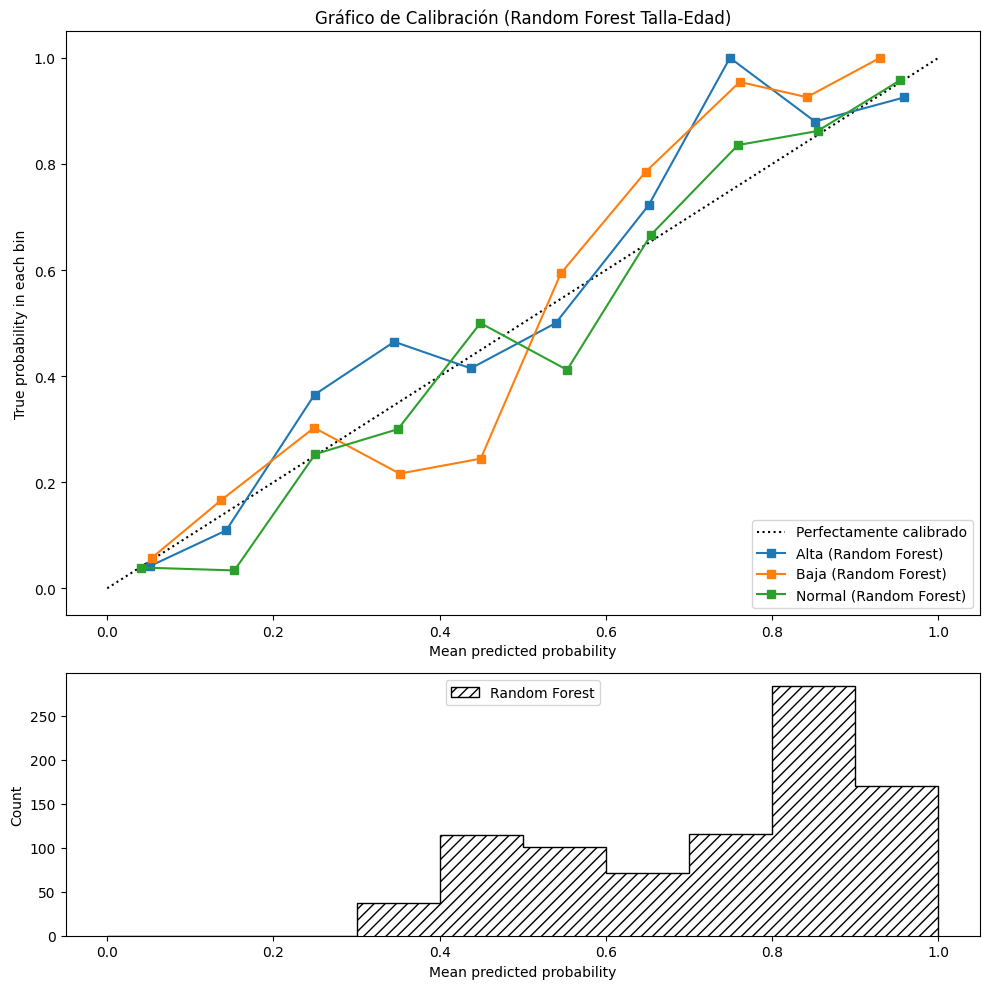 Gráfico de Calibración (Random Forest Talla-Edad)
True probability in each bin
1.0
0.8
0.6
0.4
0.2
0.0
Perfectamente calibrado
Alta (Random Forest)
Baja (Random Forest)
Normal (Random Forest)
0.0 0.2 0.4 0.6 0.8 1.0
Mean predicted probability
Random Forest
Count
250
200
150
100
50
0
0.0 0.2 0.4 0.6 0.8 1.0
Mean predicted probability